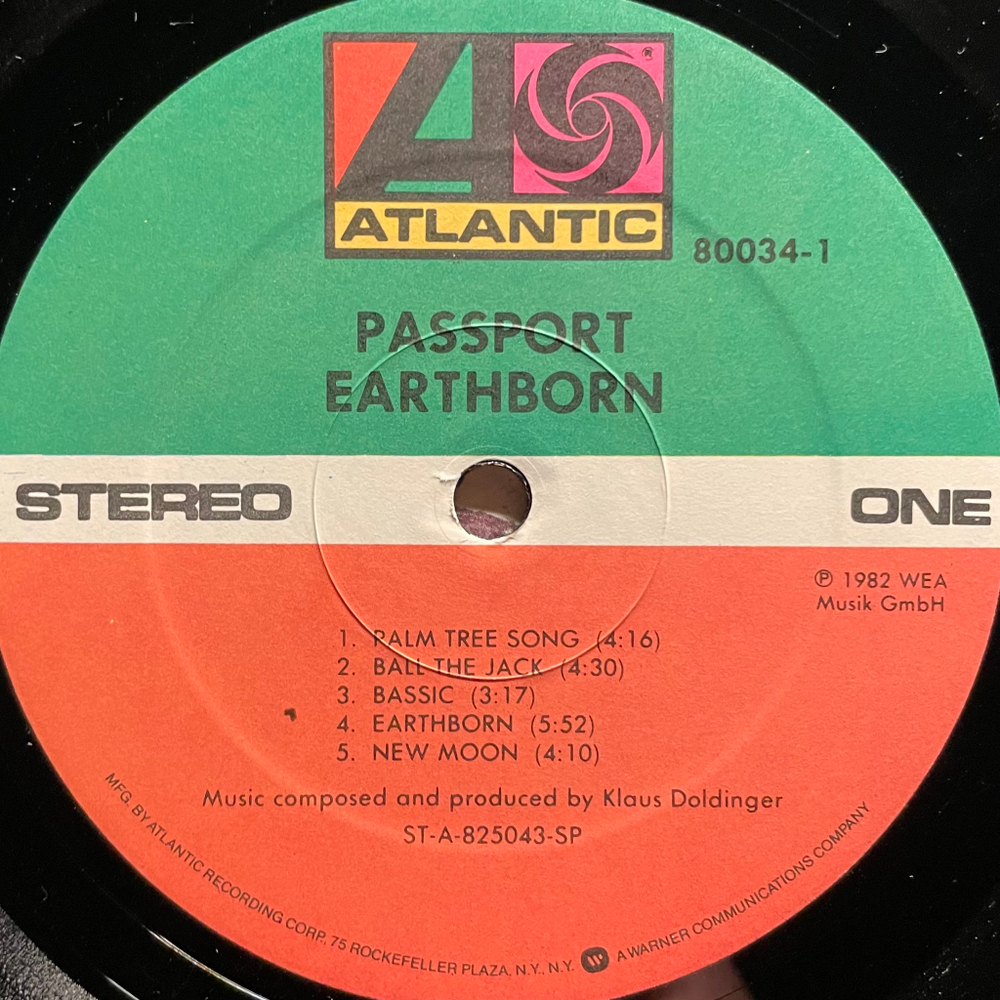 ®
ATLANTIC
80034-1
PASSPORT
EARTHBORN
STEREO
ONE
℗ 1982 WEA
Musik GmbH
1. PALM TREE SONG (4:16)
2. BALL THE JACK (4:30)
3. BASSIC (3:17)
4. EARTHBORN (5:52)
5. NEW MOON (4:10)
Music composed and produced by Klaus Doldinger
ST-A-825043-SP
MFG. BY ATLANTIC RECORDING CORP., 75 ROCKEFELLER PLAZA, N.Y., N.Y. W A WARNER COMMUNICATIONS COMPANY